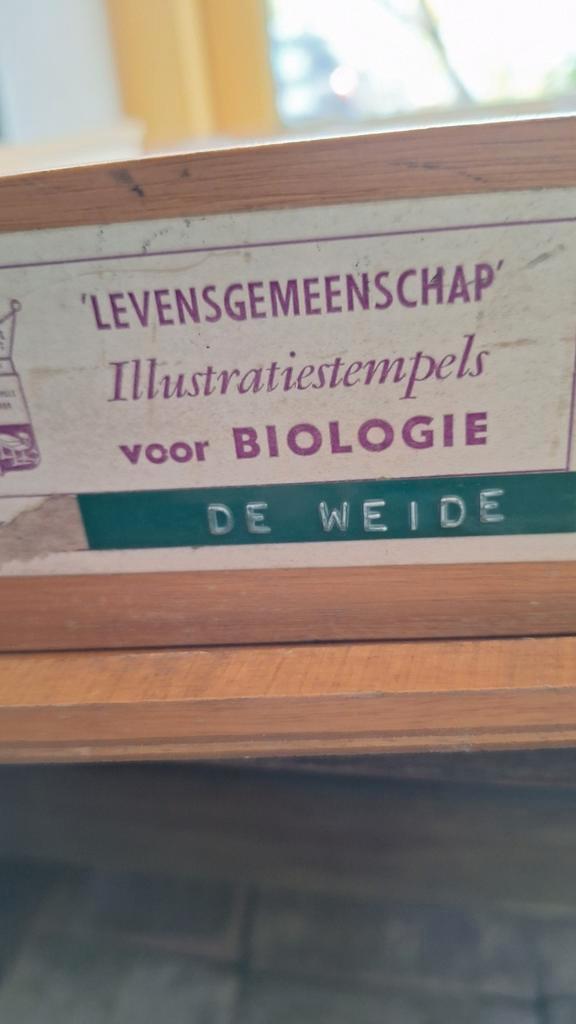 'LEVENSGEMEENSCHAP'
Illustratiestempels
voor BIOLOGIE
DE WEIDE